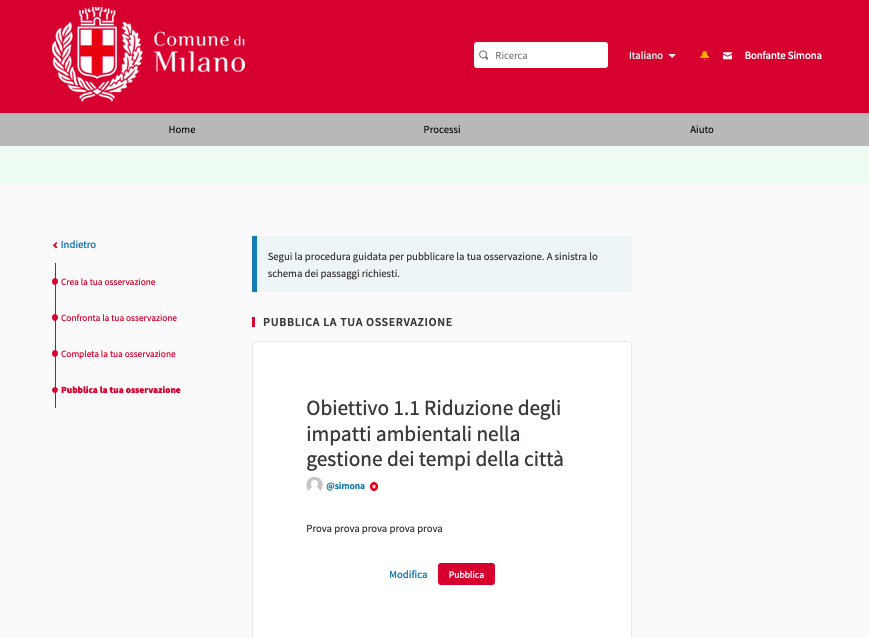 Comune di
Milano
Ricerca
Italiano
Bonfante Simona
Home
Processi
Aiuto
Indietro
Crea la tua osservazione
Confronta la tua osservazione
Completa la tua osservazione
Pubblica la tua osservazione
Segui la procedura guidata per pubblicare la tua osservazione. A sinistra lo
schema dei passaggi richiesti.
PUBBLICA LA TUA OSSERVAZIONE
Obiettivo 1.1 Riduzione degli
impatti ambientali nella
gestione dei tempi della città
@simona
Prova prova prova prova prova
Modifica
Pubblica